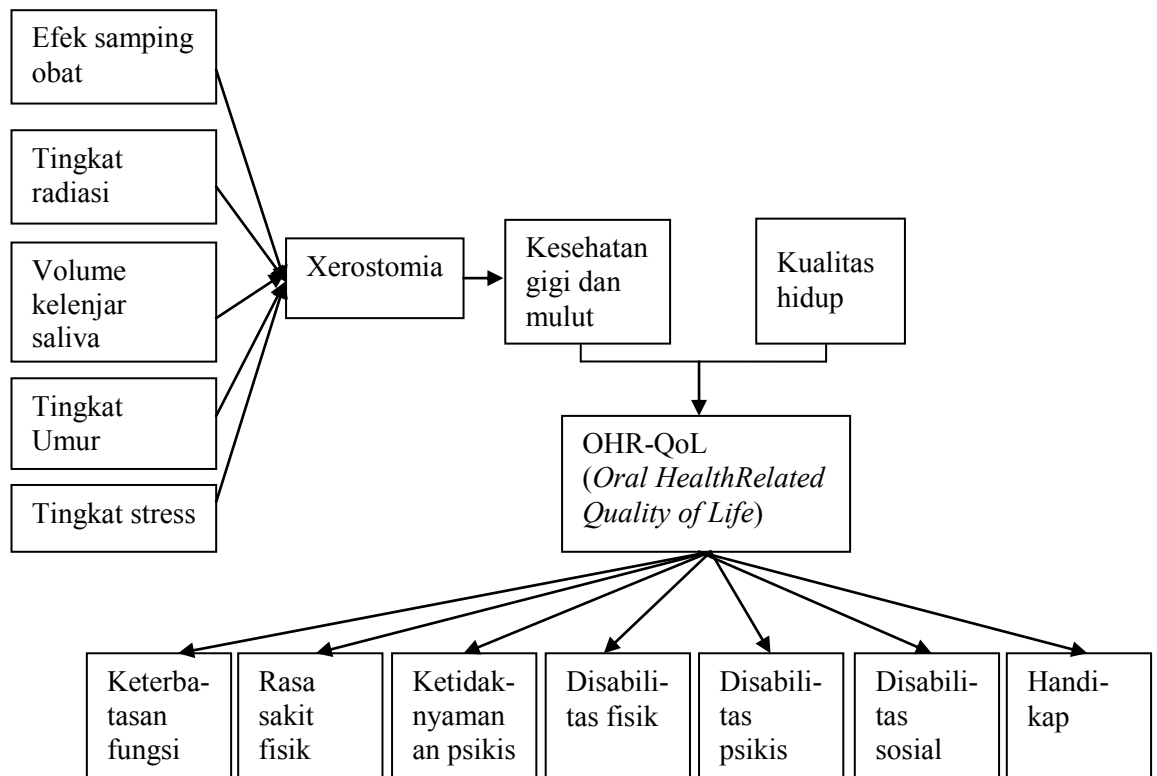 Efek samping
obat
Tingkat
radiasi
Volume
kelenjar
saliva
Tingkat
Umur
Tingkat stress
Xerostomia
Kesehatan
gigi dan
mulut
Kualitas
hidup
OHR-QoL
(Oral HealthRelated
Quality of Life)
Keterba-
tasan
fungsi
Rasa
sakit
fisik
Ketidak-
nyaman
an psikis
Disabili-
tas fisik
Disabili-
tas
psikis
Disabili-
tas
sosial
Handi-
kap